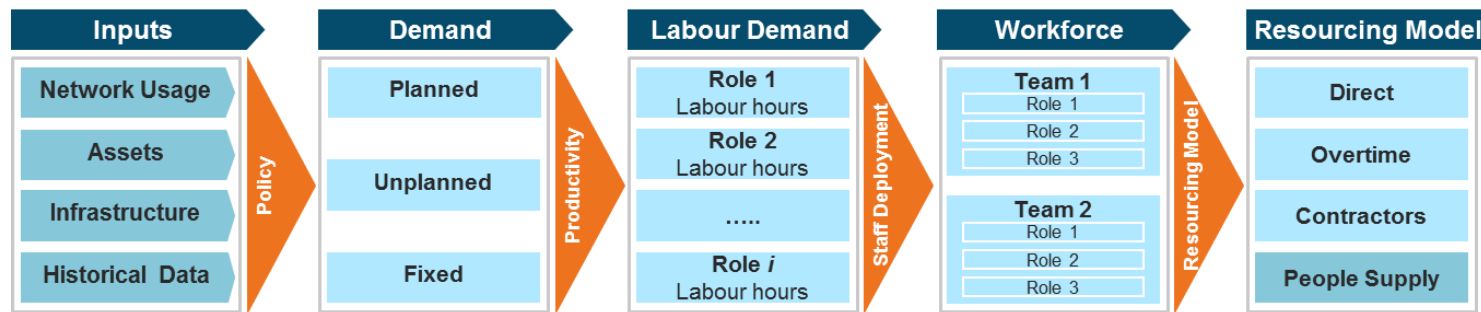 Inputs
Network Usage
Assets
Infrastructure
Historical Data
Policy
Demand
Planned
Unplanned
Fixed
Productivity
Labour Demand
Role 1
Labour hours
Role 2
Labour hours
.....
Role i
Labour hours
Staff Deployment
Workforce
Team 1
Role 1
Role 2
Role 3
Team 2
Role 1
Role 2
Role 3
Resourcing Model
Resourcing Model
Direct
Overtime
Contractors
People Supply